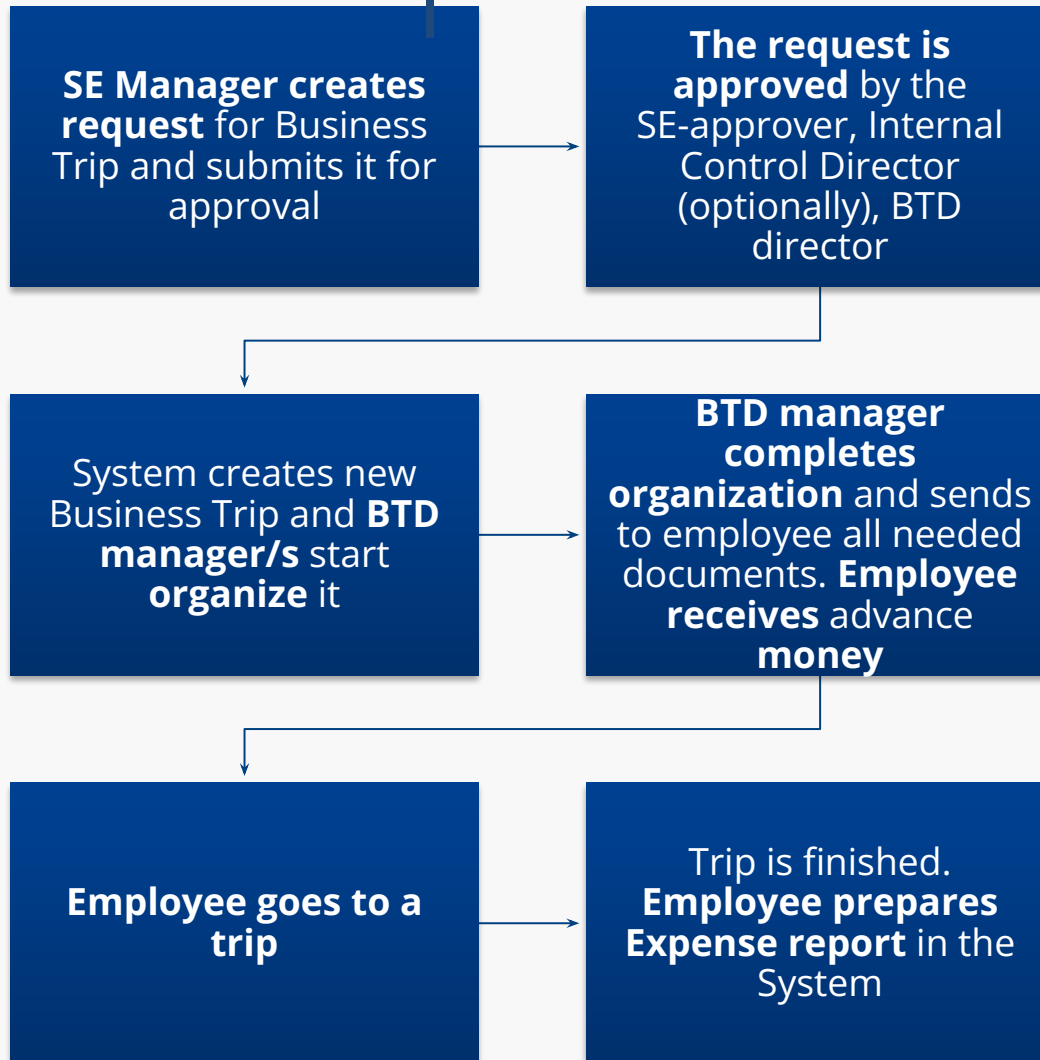 SE Manager creates
request for Business
Trip and submits it for
approval
The request is
approved by the
SE-approver, Internal
Control Director
(optionally), BTD
director
System creates new
Business Trip and BTD
manager/s start
organize it
BTD manager
completes
organization and sends
to employee all needed
documents. Employee
receives advance
money
Employee goes to a
trip
Trip is finished.
Employee prepares
Expense report in the
System